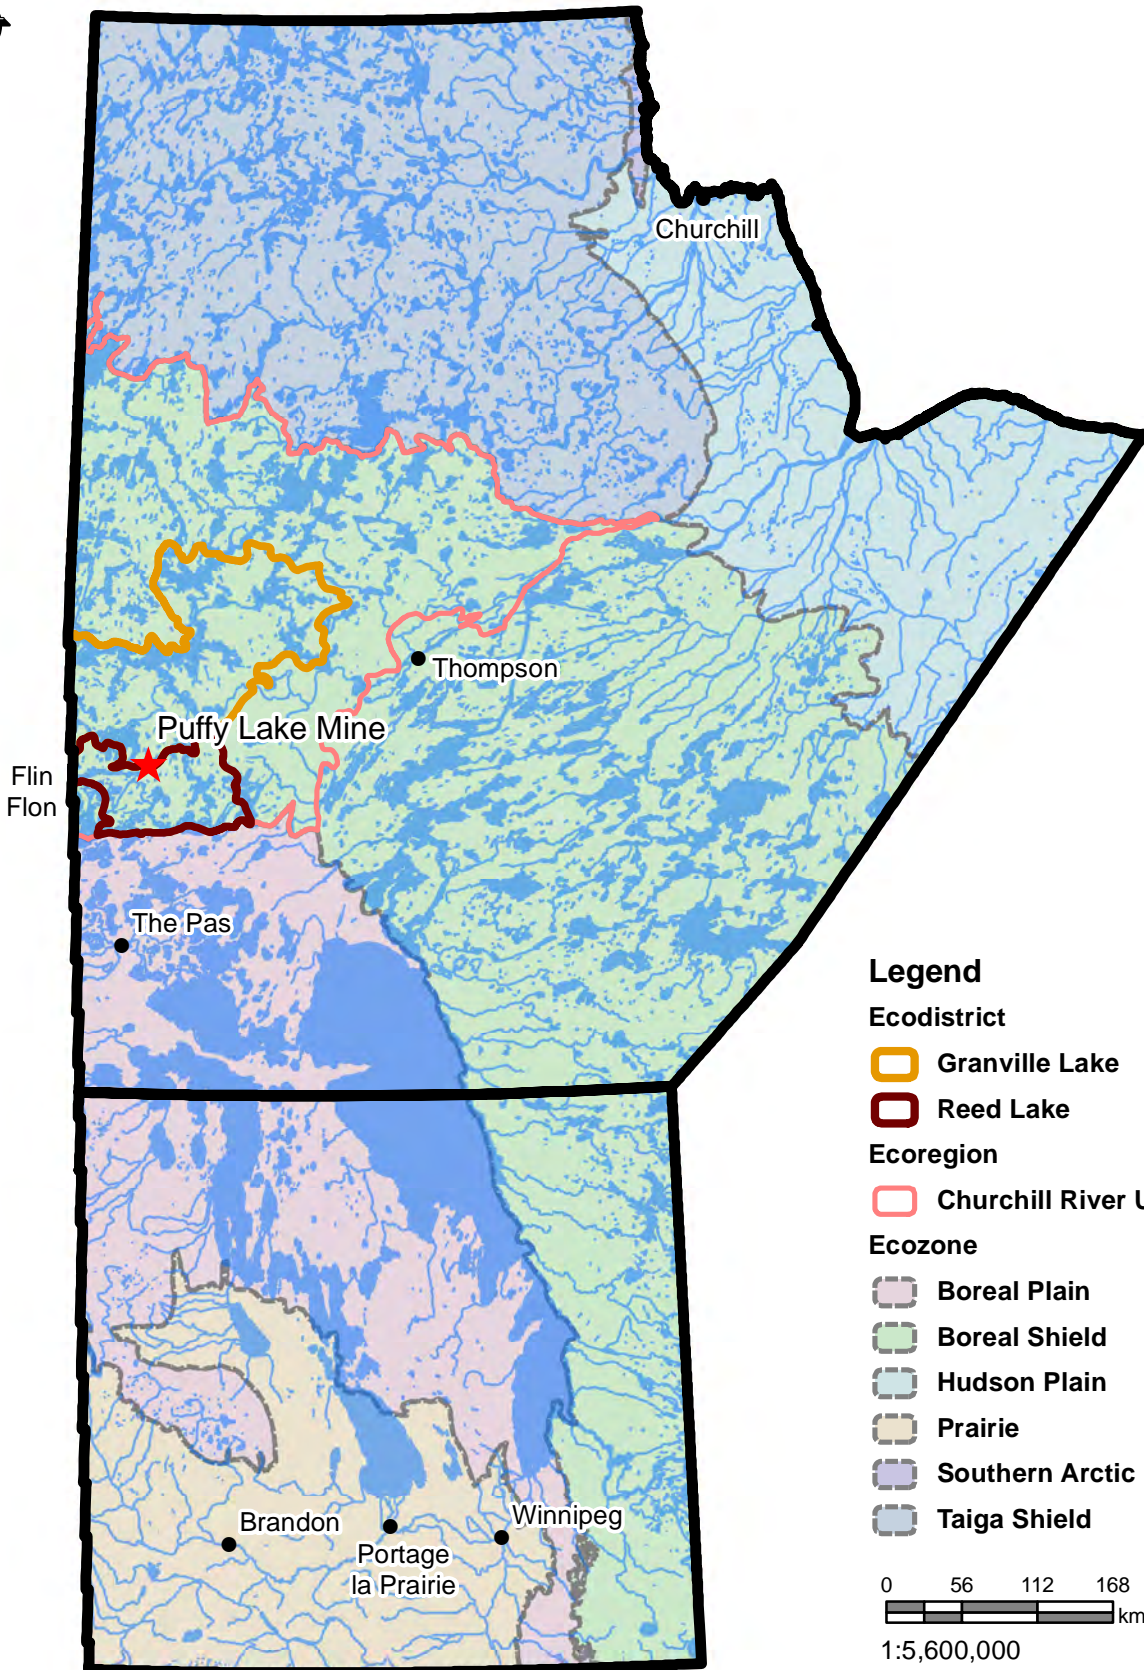 Churchill
Thompson
Puffy Lake Mine
Flin
Flon
The Pas
Brandon
Portage
la Prairie
Winnipeg
Legend
Ecodistrict
Granville Lake
Reed Lake
Ecoregion
Churchill River U
Ecozone
Boreal Plain
Boreal Shield
Hudson Plain
Prairie
Southern Arctic
Taiga Shield
0 56 112 168
km
1:5,600,000